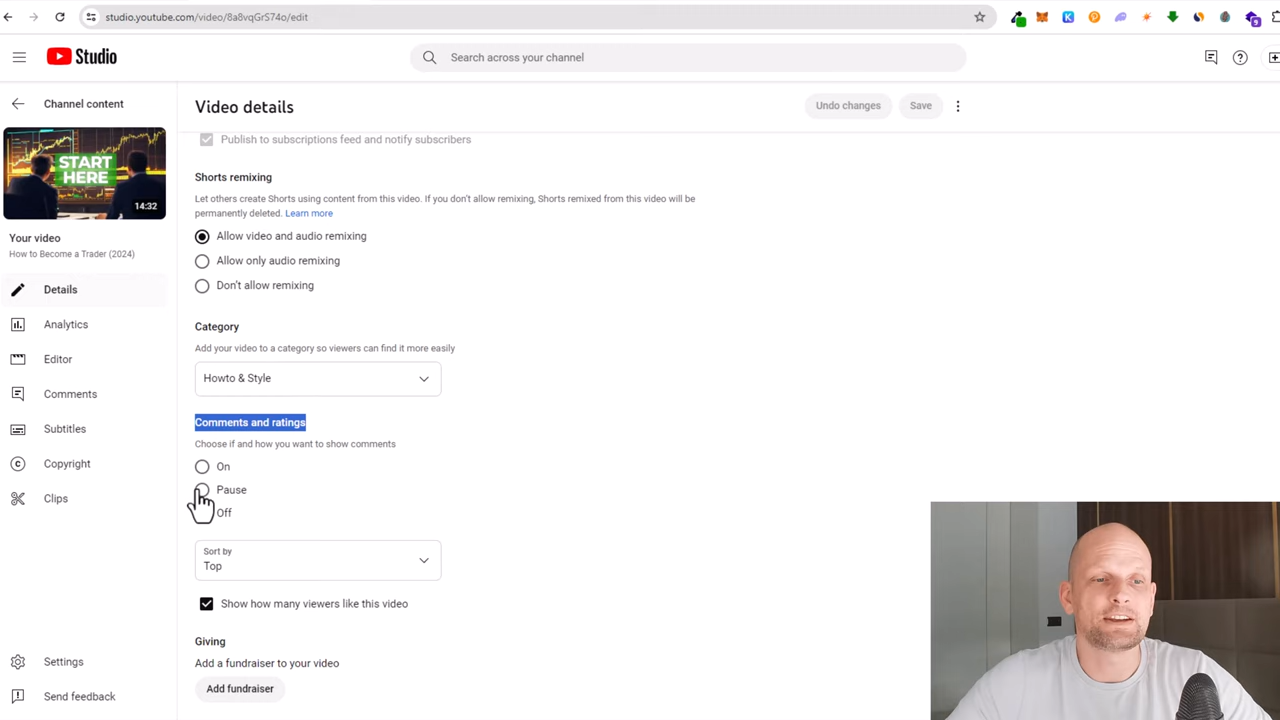 studio.youtube.com/video/8a8vqGrS74o/edit
Studio
Search across your channel
Channel content
START
HERE
14:32
Your video
How to Become a Trader (2024)
Details
Analytics
Editor
Comments
Subtitles
Copyright
Clips
Settings
Send feedback
Video details
Undo changes
Save
Publish to subscriptions feed and notify subscribers
Shorts remixing
Let others create Shorts using content from this video. If you don't allow remixing, Shorts remixed from this video will be
permanently deleted. Learn more
Allow video and audio remixing
Allow only audio remixing
Don't allow remixing
Category
Add your video to a category so viewers can find it more easily
Howto & Style
Comments and ratings
Choose if and how you want to show comments
On
Pause
Off
Sort by
Top
Show how many viewers like this video
Giving
Add a fundraiser to your video
Add fundraiser